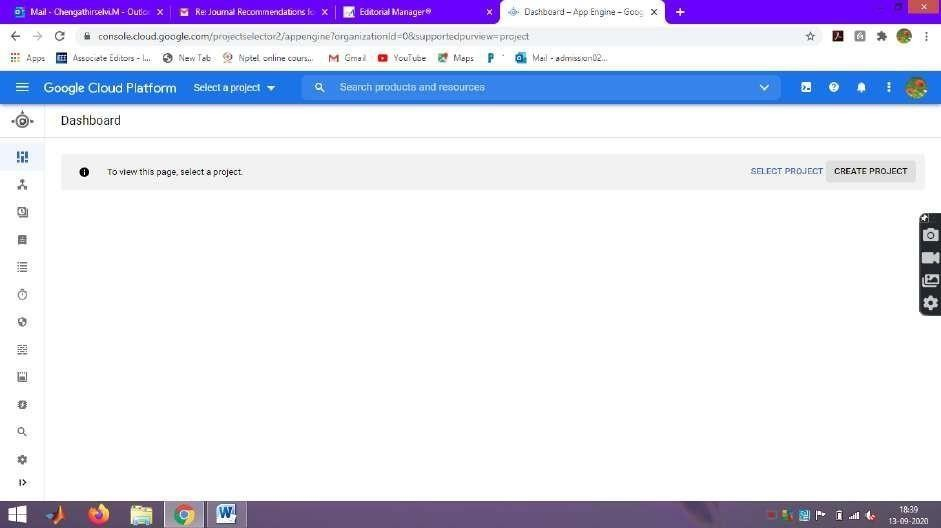 Mail - Chengathirselvi.M - Outlo
Re: Journal Recommendations fo
Editorial Manager®
Dashboard – App Engine – Goog
console.cloud.google.com/projectselector2/appengine?organizationId=0&supportedpurview=project
Apps
Associate Editors - I...
New Tab
Nptel, online cours...
Gmail
YouTube
Maps
P
Mail - admission02...
Google Cloud Platform
Select a project
Search products and resources
Dashboard
To view this page, select a project.
SELECT PROJECT
CREATE PROJECT
18:39
13-09-2020